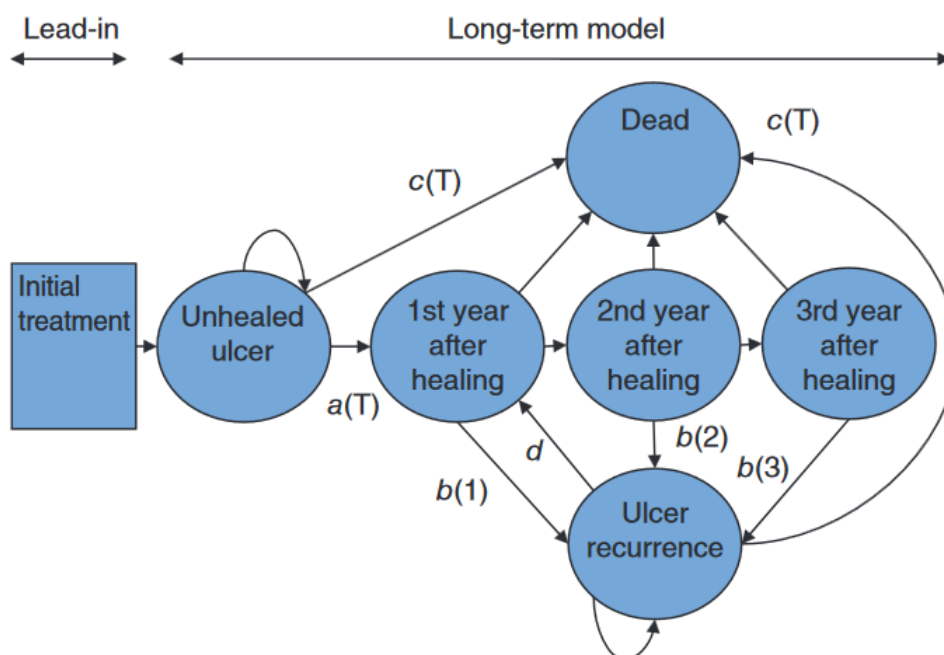 Lead-in
Long-term model
Dead
c(T)
c(T)
Initial
treatment
Unhealed
ulcer
1st year
after
healing
2nd year
after
healing
3rd year
after
healing
a(T)
b(1)
d
b(2)
b(3)
Ulcer
recurrence